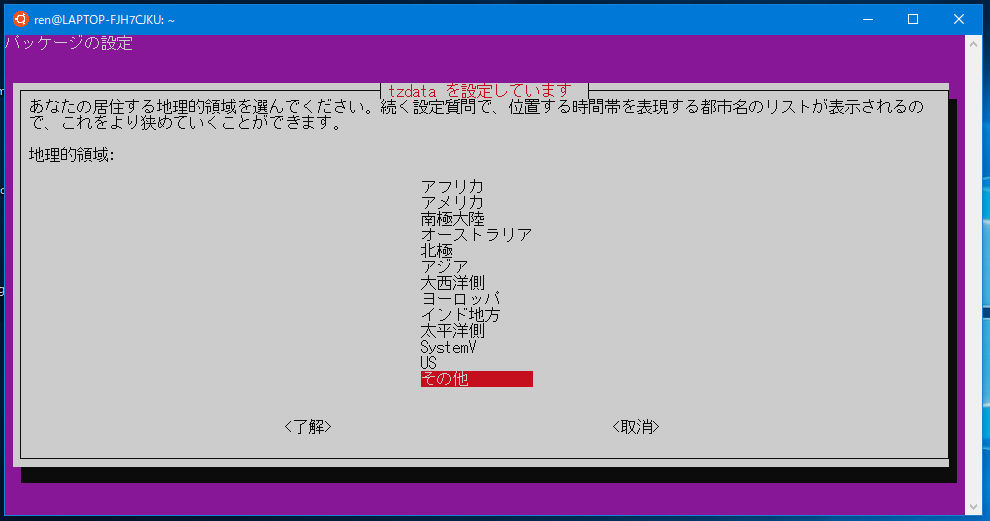 ren@LAPTOP-FJH7CJKU: ~
パッケージの設定
tzdata を設定しています
あなたの居住する地理的領域を選んでください。続く設定質問で、位置する時間帯を表現する都市名のリストが表示されるの
で、これをより狭めていくことができます。
地理的領域:
アフリカ
アメリカ
南極大陸
オーストラリア
北極
アジア
大西洋側
ヨーロッパ
インド地方
太平洋側
SystemV
US
その他
<了解> <取消>